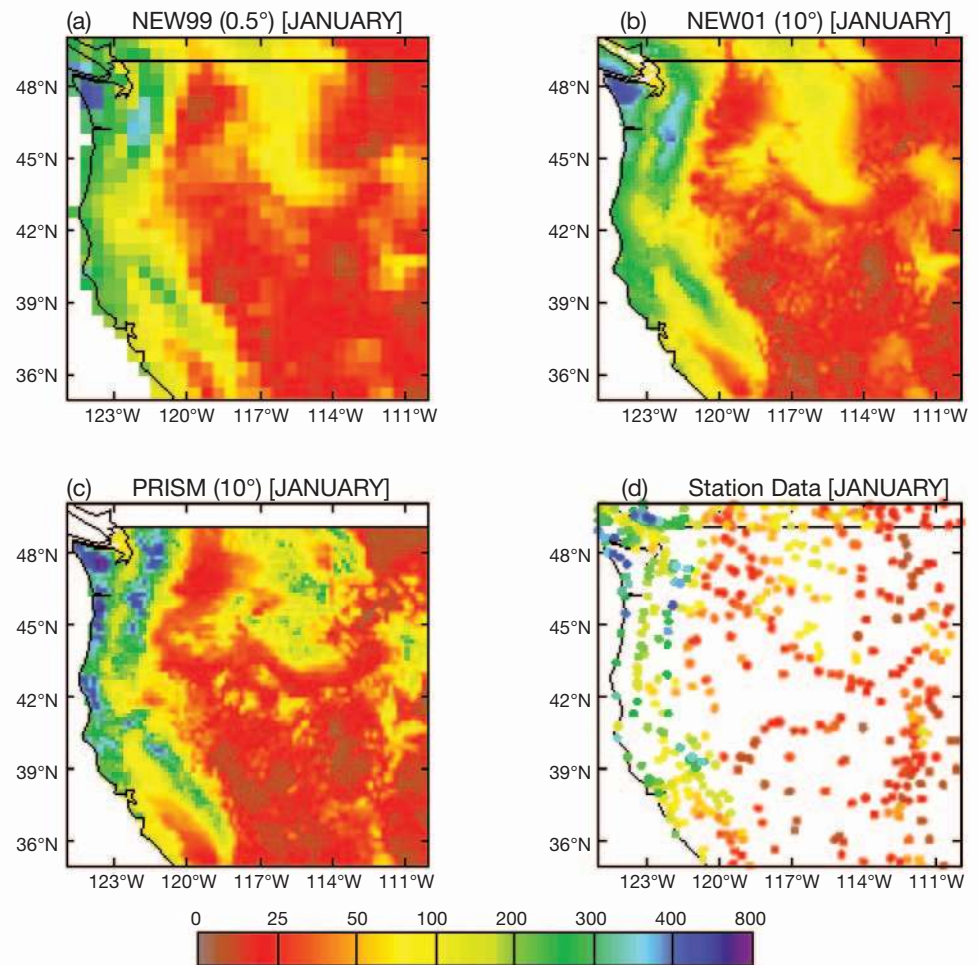 (a) NEW99 (0.5°) [JANUARY]
48°N
45°N
42°N
39°N
36°N
123°W 120°W 117°W 114°W 111°W
(b) NEW01 (10°) [JANUARY]
48°N
45°N
42°N
39°N
36°N
123°W 120°W 117°W 114°W 111°W
(c) PRISM (10°) [JANUARY]
48°N
45°N
42°N
39°N
36°N
123°W 120°W 117°W 114°W 111°W
(d) Station Data [JANUARY]
48°N
45°N
42°N
39°N
36°N
123°W 120°W 117°W 114°W 111°W
0 25 50 100 200 300 400 800